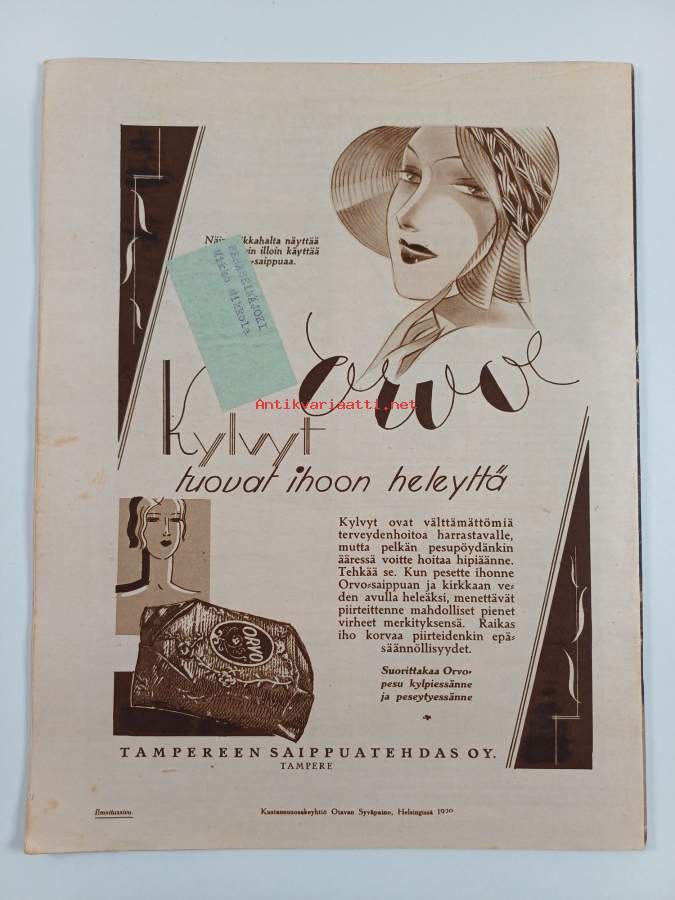 näyttää
illoin käyttää
saippuaa.
PERÄSEINÄJOKI
Mikko Mikkola
Antikvariaatti.net
Orvo
Kylvyt
tuovat ihoon heleyttä
Kylvyt ovat välttämättömiä
terveydenhoitoa harrastavalle,
mutta pelkän pesupöydänkin
ääressä voitte hoitaa hipiäänne.
Tehkää se. Kun pesette ihonne
Orvo-saippuan ja kirkkaan ve-
den avulla heleäksi, menettävät
piirteittenne mahdolliset pienet
virheet merkityksensä. Raikas
iho korvaa piirteidenkin epä-
säännöllisyydet.
Suorittakaa Orvo-
pesu kylpiessänne
ja peseytyessänne
ORVO
TAMPEREEN SAIPPUATEHDAS OY.
TAMPERE
Ilmoitussivu.
Kustannusosakeyhtiö Otavan Syväpaino, Helsingissä